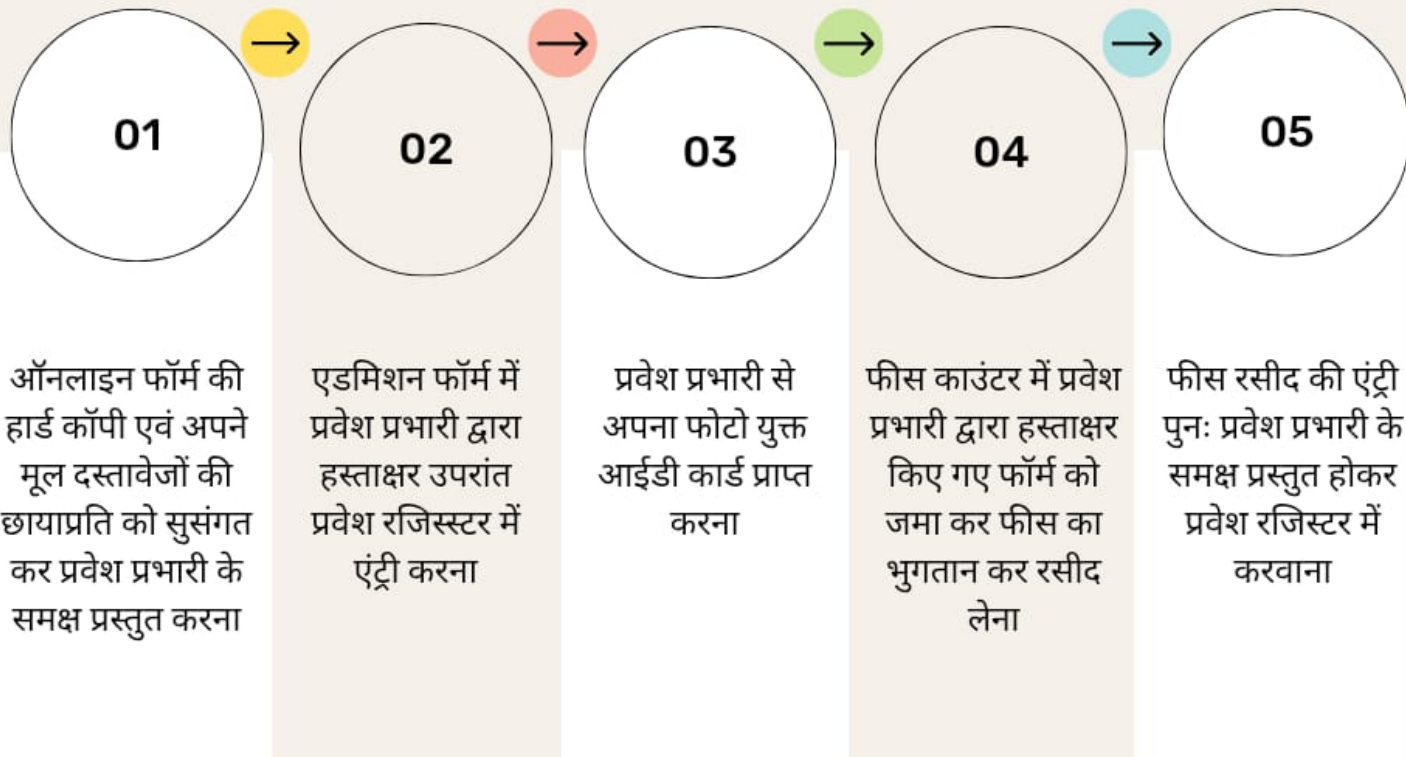 01
ऑनलाइन फॉर्म की
हार्ड कॉपी एवं अपने
मूल दस्तावेजों की
छायाप्रति को सुसंगत
कर प्रवेश प्रभारी के
समक्ष प्रस्तुत करना
02
एडमिशन फॉर्म में
प्रवेश प्रभारी द्वारा
हस्ताक्षर उपरांत
प्रवेश रजिस्स्टर में
एंट्री करना
03
प्रवेश प्रभारी से
अपना फोटो युक्त
आईडी कार्ड प्राप्त
करना
04
फीस काउंटर में प्रवेश
प्रभारी द्वारा हस्ताक्षर
किए गए फॉर्म को
जमा कर फीस का
भुगतान कर रसीद
लेना
05
फीस रसीद की एंट्री
पुनः प्रवेश प्रभारी के
समक्ष प्रस्तुत होकर
प्रवेश रजिस्टर में
करवाना